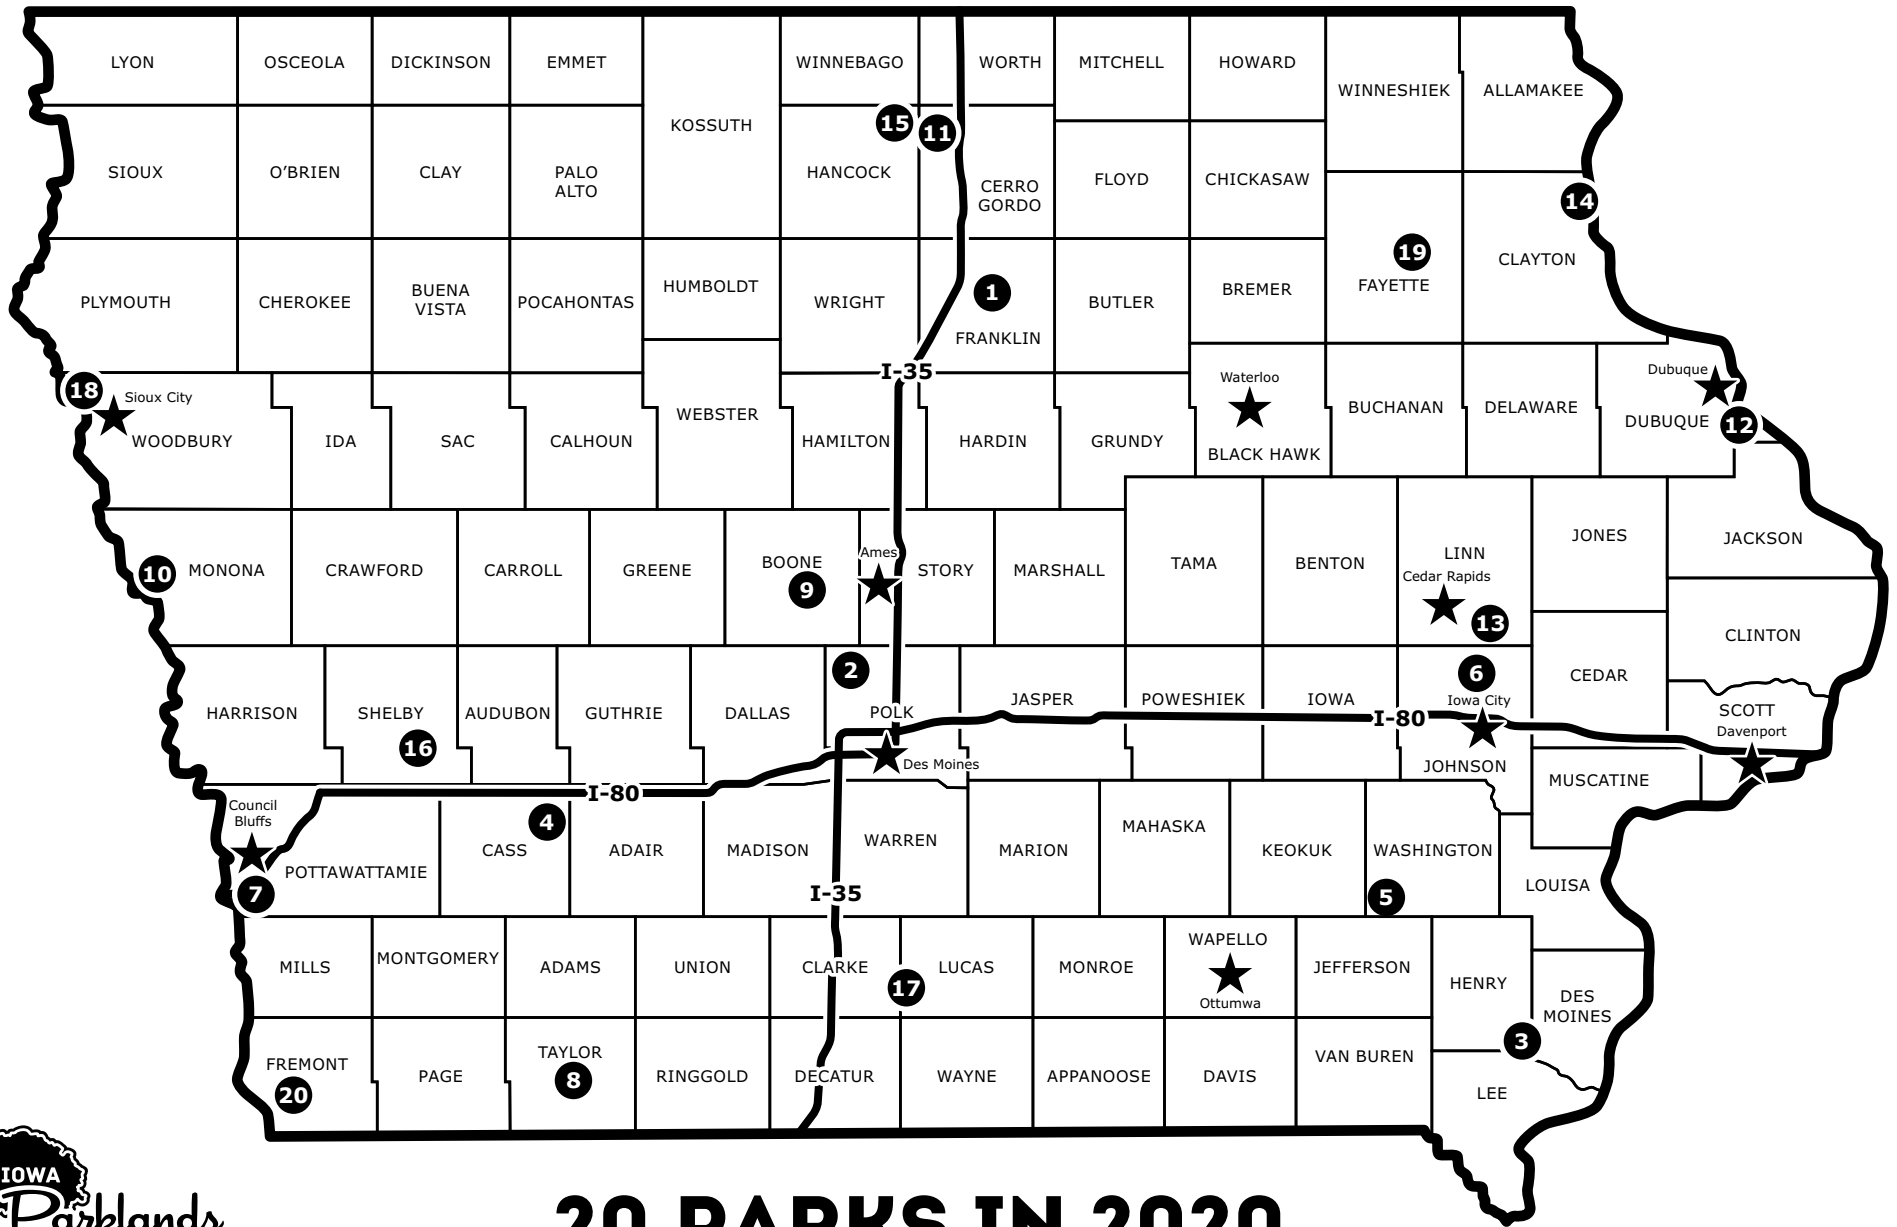 LYON
OSCEOLA
DICKINSON
EMMET
KOSSUTH
WINNEBAGO
WORTH
MITCHELL
HOWARD
WINNESHIEK
ALLAMAKEE
15
11
SIOUX
O'BRIEN
CLAY
PALO
ALTO
HANCOCK
CERRO
GORDO
FLOYD
CHICKASAW
14
19
FAYETTE
CLAYTON
PLYMOUTH
CHEROKEE
BUENA
VISTA
POCAHONTAS
HUMBOLDT
WRIGHT
1
FRANKLIN
BUTLER
BREMER
I-35
18
Sioux City
WOODBURY
IDA
SAC
CALHOUN
WEBSTER
HAMILTON
HARDIN
GRUNDY
Waterloo
BLACK HAWK
BUCHANAN
DELAWARE
Dubuque
DUBUQUE
12
10
MONONA
CRAWFORD
CARROLL
GREENE
BOONE
9
Ames
STORY
MARSHALL
TAMA
BENTON
LINN
Cedar Rapids
13
JONES
JACKSON
CLINTON
HARRISON
SHELBY
16
AUDUBON
GUTHRIE
DALLAS
2
POLK
Des Moines
JASPER
POWESHIEK
IOWA
I-80
6
Iowa City
JOHNSON
CEDAR
SCOTT
Davenport
MUSCATINE
Council
Bluffs
7
POTTAWATTAMIE
I-80
4
CASS
ADAIR
MADISON
WARREN
I-35
MARION
MAHASKA
KEOKUK
WASHINGTON
5
LOUISA
MILLS
MONTGOMERY
ADAMS
UNION
CLARKE
17
LUCAS
MONROE
WAPELLO
Ottumwa
JEFFERSON
HENRY
DES
MOINES
3
FREMONT
20
PAGE
TAYLOR
8
RINGGOLD
DECATUR
WAYNE
APPANOOSE
DAVIS
VAN BUREN
LEE
IOWA
Parklands
20 PARKS IN 2020